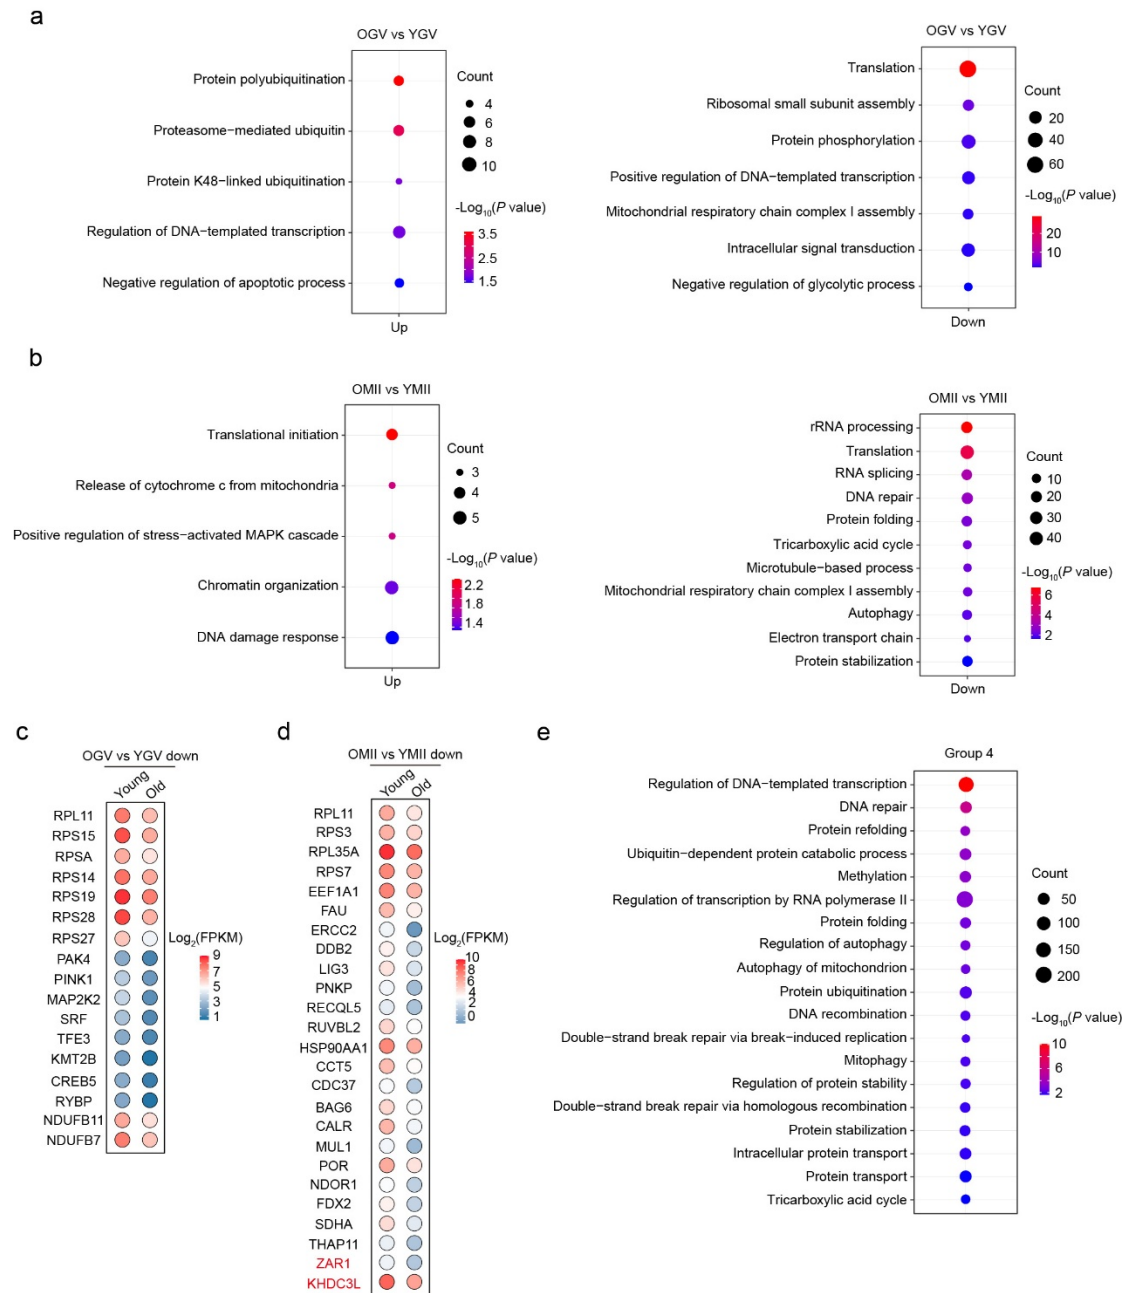 a
OGV vs YGV
Protein polyubiquitination
Proteasome−mediated ubiquitin
Protein K48−linked ubiquitination
Regulation of DNA−templated transcription
Negative regulation of apoptotic process
Up
Count
4
6
8
10
-Log10(P value)
3.5
2.5
1.5
OGV vs YGV
Translation
Ribosomal small subunit assembly
Protein phosphorylation
Positive regulation of DNA−templated transcription
Mitochondrial respiratory chain complex I assembly
Intracellular signal transduction
Negative regulation of glycolytic process
Down
Count
20
40
60
-Log10(P value)
20
10
b
OMII vs YMII
Translational initiation
Release of cytochrome c from mitochondria
Positive regulation of stress−activated MAPK cascade
Chromatin organization
DNA damage response
Up
Count
3
4
5
-Log10(P value)
2.2
1.8
1.4
OMII vs YMII
rRNA processing
Translation
RNA splicing
DNA repair
Protein folding
Tricarboxylic acid cycle
Microtubule−based process
Mitochondrial respiratory chain complex I assembly
Autophagy
Electron transport chain
Protein stabilization
Down
Count
10
20
30
40
-Log10(P value)
6
4
2
c
OGV vs YGV down
Young Old
RPL11
RPS15
RPSA
RPS14
RPS19
RPS28
RPS27
PAK4
PINK1
MAP2K2
SRF
TFE3
KMT2B
CREB5
RYBP
NDUFB11
NDUFB7
Log2(FPKM)
9
7
5
3
1
d
OMII vs YMII down
Young Old
RPL11
RPS3
RPL35A
RPS7
EEF1A1
FAU
ERCC2
DDB2
LIG3
PNKP
RECQL5
RUVBL2
HSP90AA1
CCT5
CDC37
BAG6
CALR
MUL1
POR
NDOR1
FDX2
SDHA
THAP11
ZAR1
KHDC3L
Log2(FPKM)
10
8
6
4
2
0
e
Group 4
Regulation of DNA−templated transcription
DNA repair
Protein refolding
Ubiquitin−dependent protein catabolic process
Methylation
Regulation of transcription by RNA polymerase II
Protein folding
Regulation of autophagy
Autophagy of mitochondrion
Protein ubiquitination
DNA recombination
Double−strand break repair via break−induced replication
Mitophagy
Regulation of protein stability
Double−strand break repair via homologous recombination
Protein stabilization
Intracellular protein transport
Protein transport
Tricarboxylic acid cycle
Count
50
100
150
200
-Log10(P value)
10
6
2